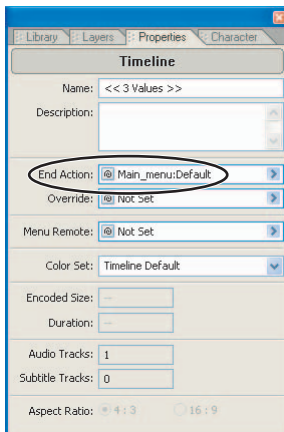 Library Layers Properties Character
Timeline
Name: << 3 Values >>
Description:
End Action: Main_menu:Default
Override: Not Set
Menu Remote: Not Set
Color Set: Timeline Default
Encoded Size: --
Duration: --
Audio Tracks: 1
Subtitle Tracks: 0
Aspect Ratio: 4:3 16:9